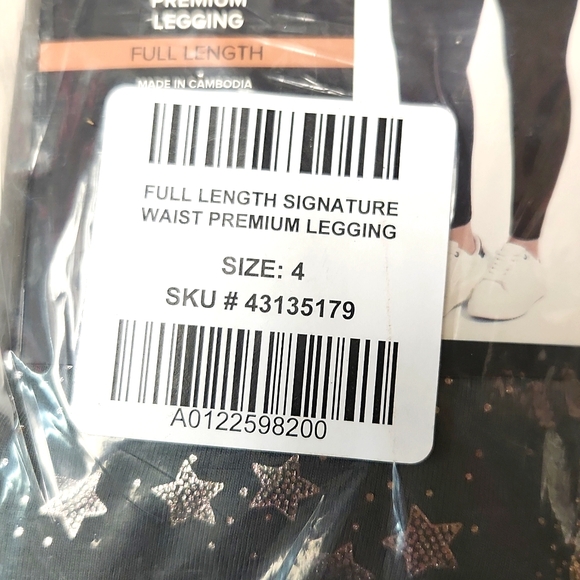 PREMIUM
LEGGING
FULL LENGTH
MADE IN CAMBODIA
FULL LENGTH SIGNATURE
WAIST PREMIUM LEGGING
SIZE: 4
SKU # 43135179
A0122598200